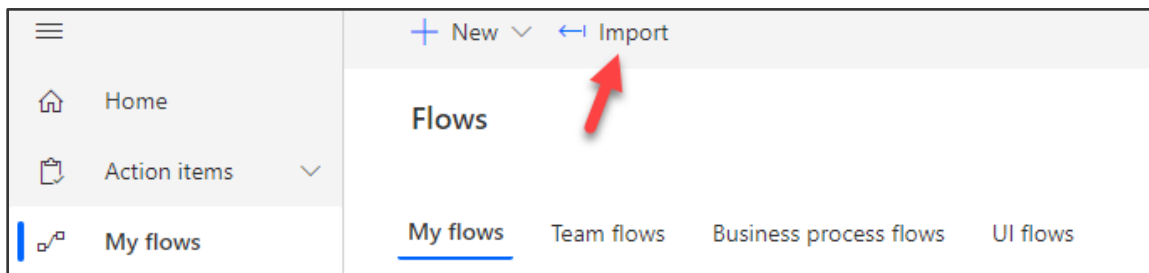 New Import
Home
Flows
Action items
My flows
My flows Team flows Business process flows UI flows